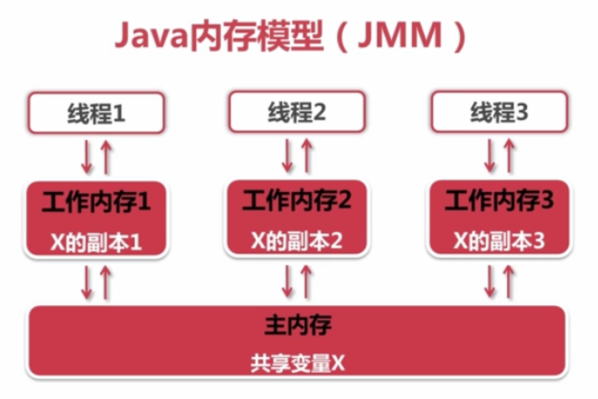 Java内存模型（JMM）
线程1
线程2
线程3
工作内存1
X的副本1
工作内存2
X的副本2
工作内存3
X的副本3
主内存
共享变量X